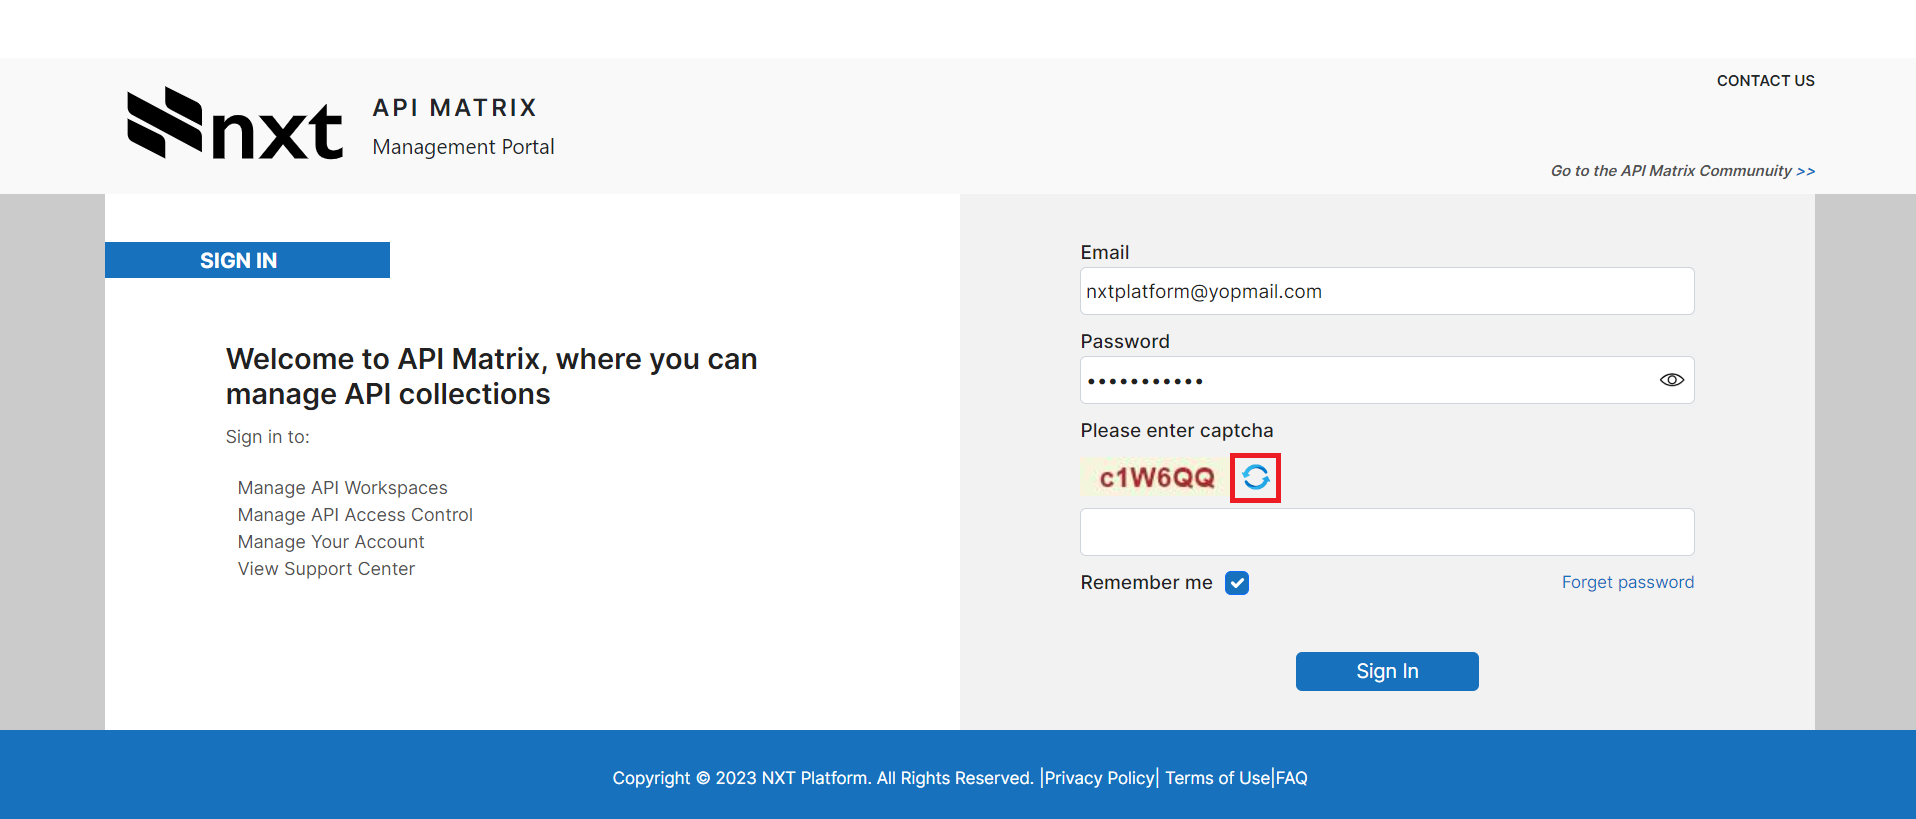 CONTACT US
nxt
API MATRIX
Management Portal
Go to the API Matrix Communuity >>
SIGN IN
Welcome to API Matrix, where you can
manage API collections
Sign in to:
Manage API Workspaces
Manage API Access Control
Manage Your Account
View Support Center
Email
nxtplatform@yopmail.com
Password
•••••••••••
Please enter captcha
c1W6QQ
Remember me
Forget password
Sign In
Copyright © 2023 NXT Platform. All Rights Reserved. |Privacy Policy| Terms of Use|FAQ